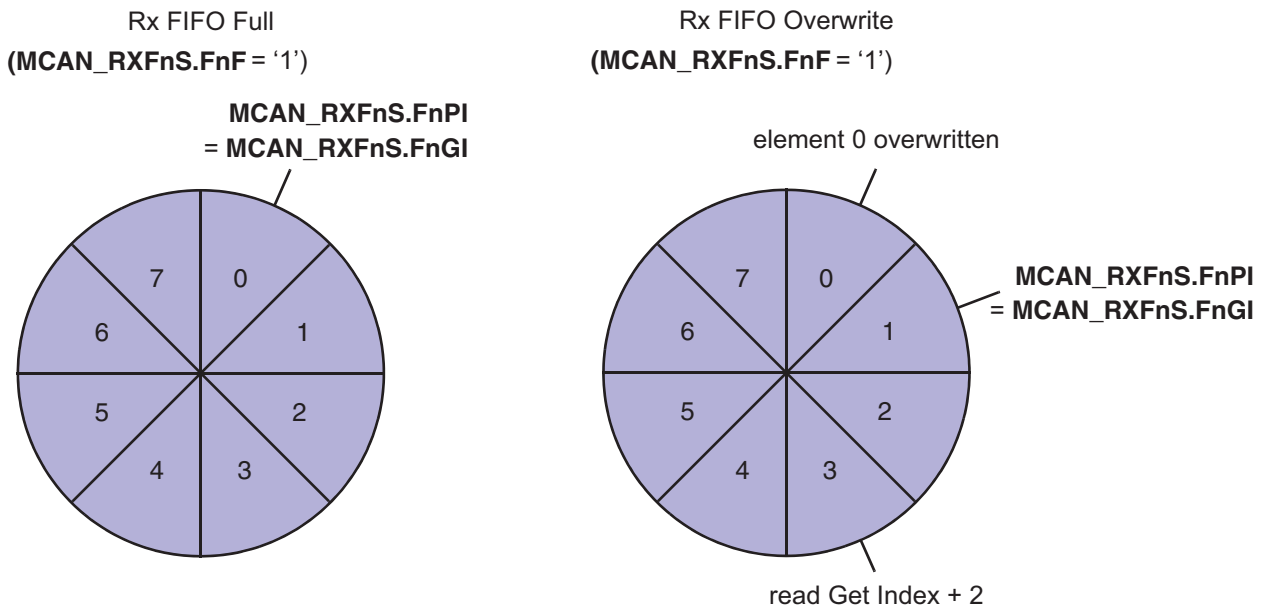 Rx FIFO Full
(MCAN_RXFnS.FnF = ‘1’)
MCAN_RXFnS.FnPI
= MCAN_RXFnS.FnGI
7
0
6
1
5
2
4
3
Rx FIFO Overwrite
(MCAN_RXFnS.FnF = ‘1’)
element 0 overwritten
MCAN_RXFnS.FnPI
= MCAN_RXFnS.FnGI
7
0
6
1
5
2
4
3
read Get Index + 2